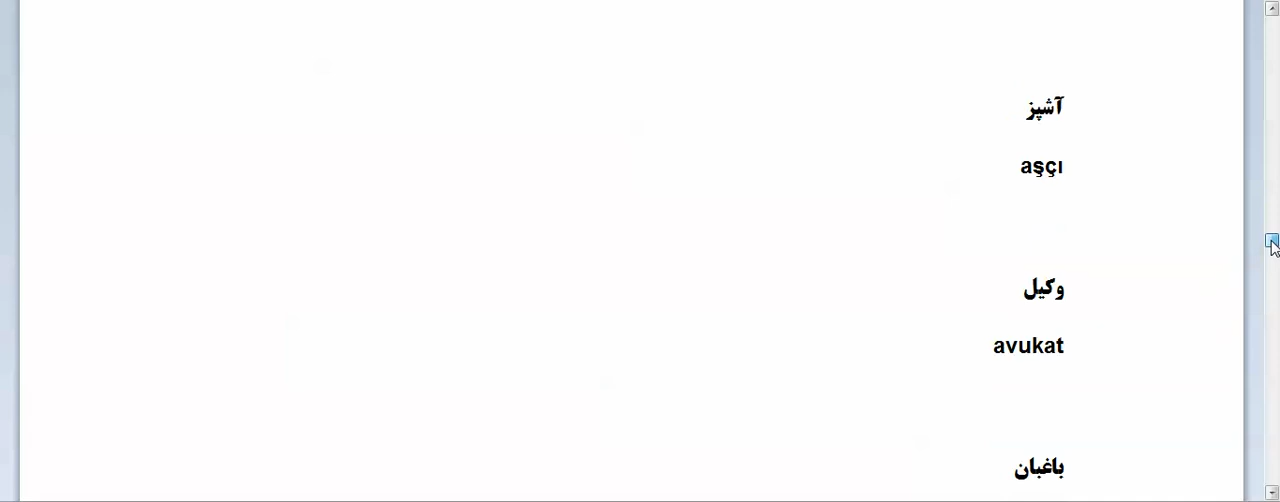 آشپز
aşçı
وکیل
avukat
باغبان